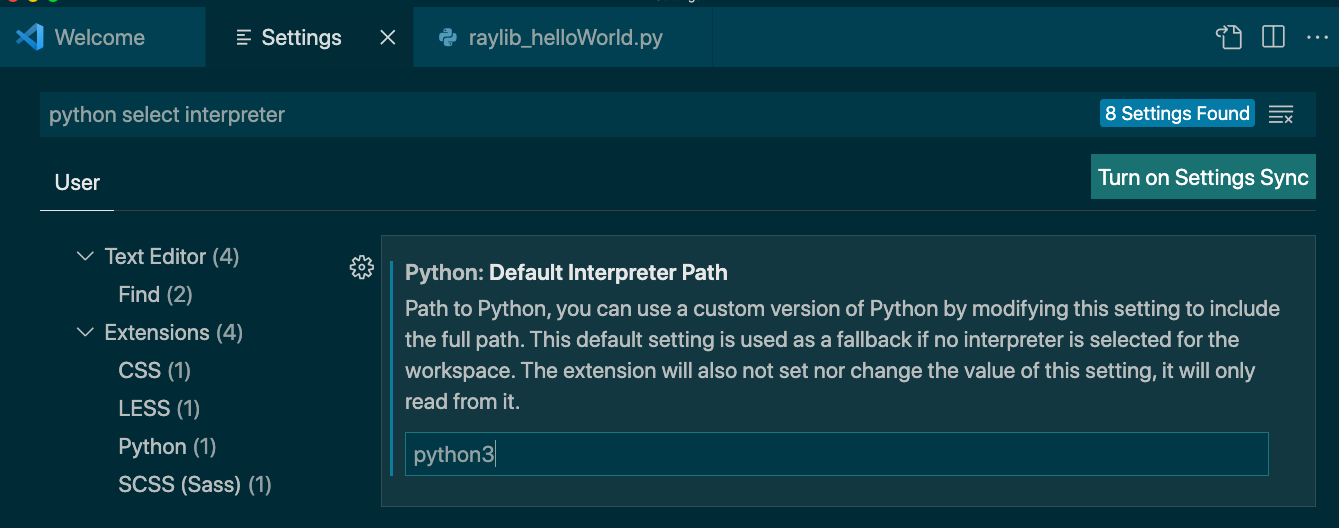 Welcome
Settings
raylib_helloWorld.py
python select interpreter
8 Settings Found
User
Turn on Settings Sync
Text Editor (4)
Find (2)
Extensions (4)
CSS (1)
LESS (1)
Python (1)
SCSS (Sass) (1)
Python: Default Interpreter Path
Path to Python, you can use a custom version of Python by modifying this setting to include
the full path. This default setting is used as a fallback if no interpreter is selected for the
workspace. The extension will also not set nor change the value of this setting, it will only
read from it.
python3